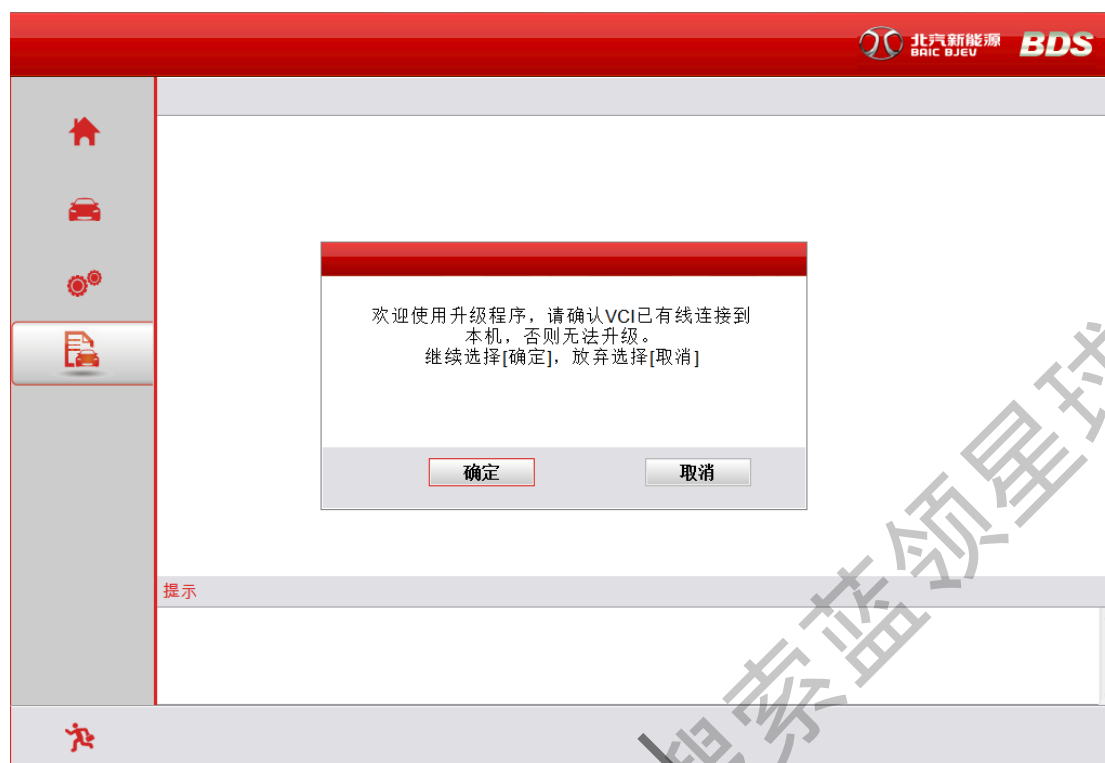 北汽新能源
BAIC BJEV
BDS
欢迎使用升级程序，请确认VCI已有线连接到
本机，否则无法升级。
继续选择[确定]，放弃选择[取消]
确定
取消
提示
搜索蓝领星球